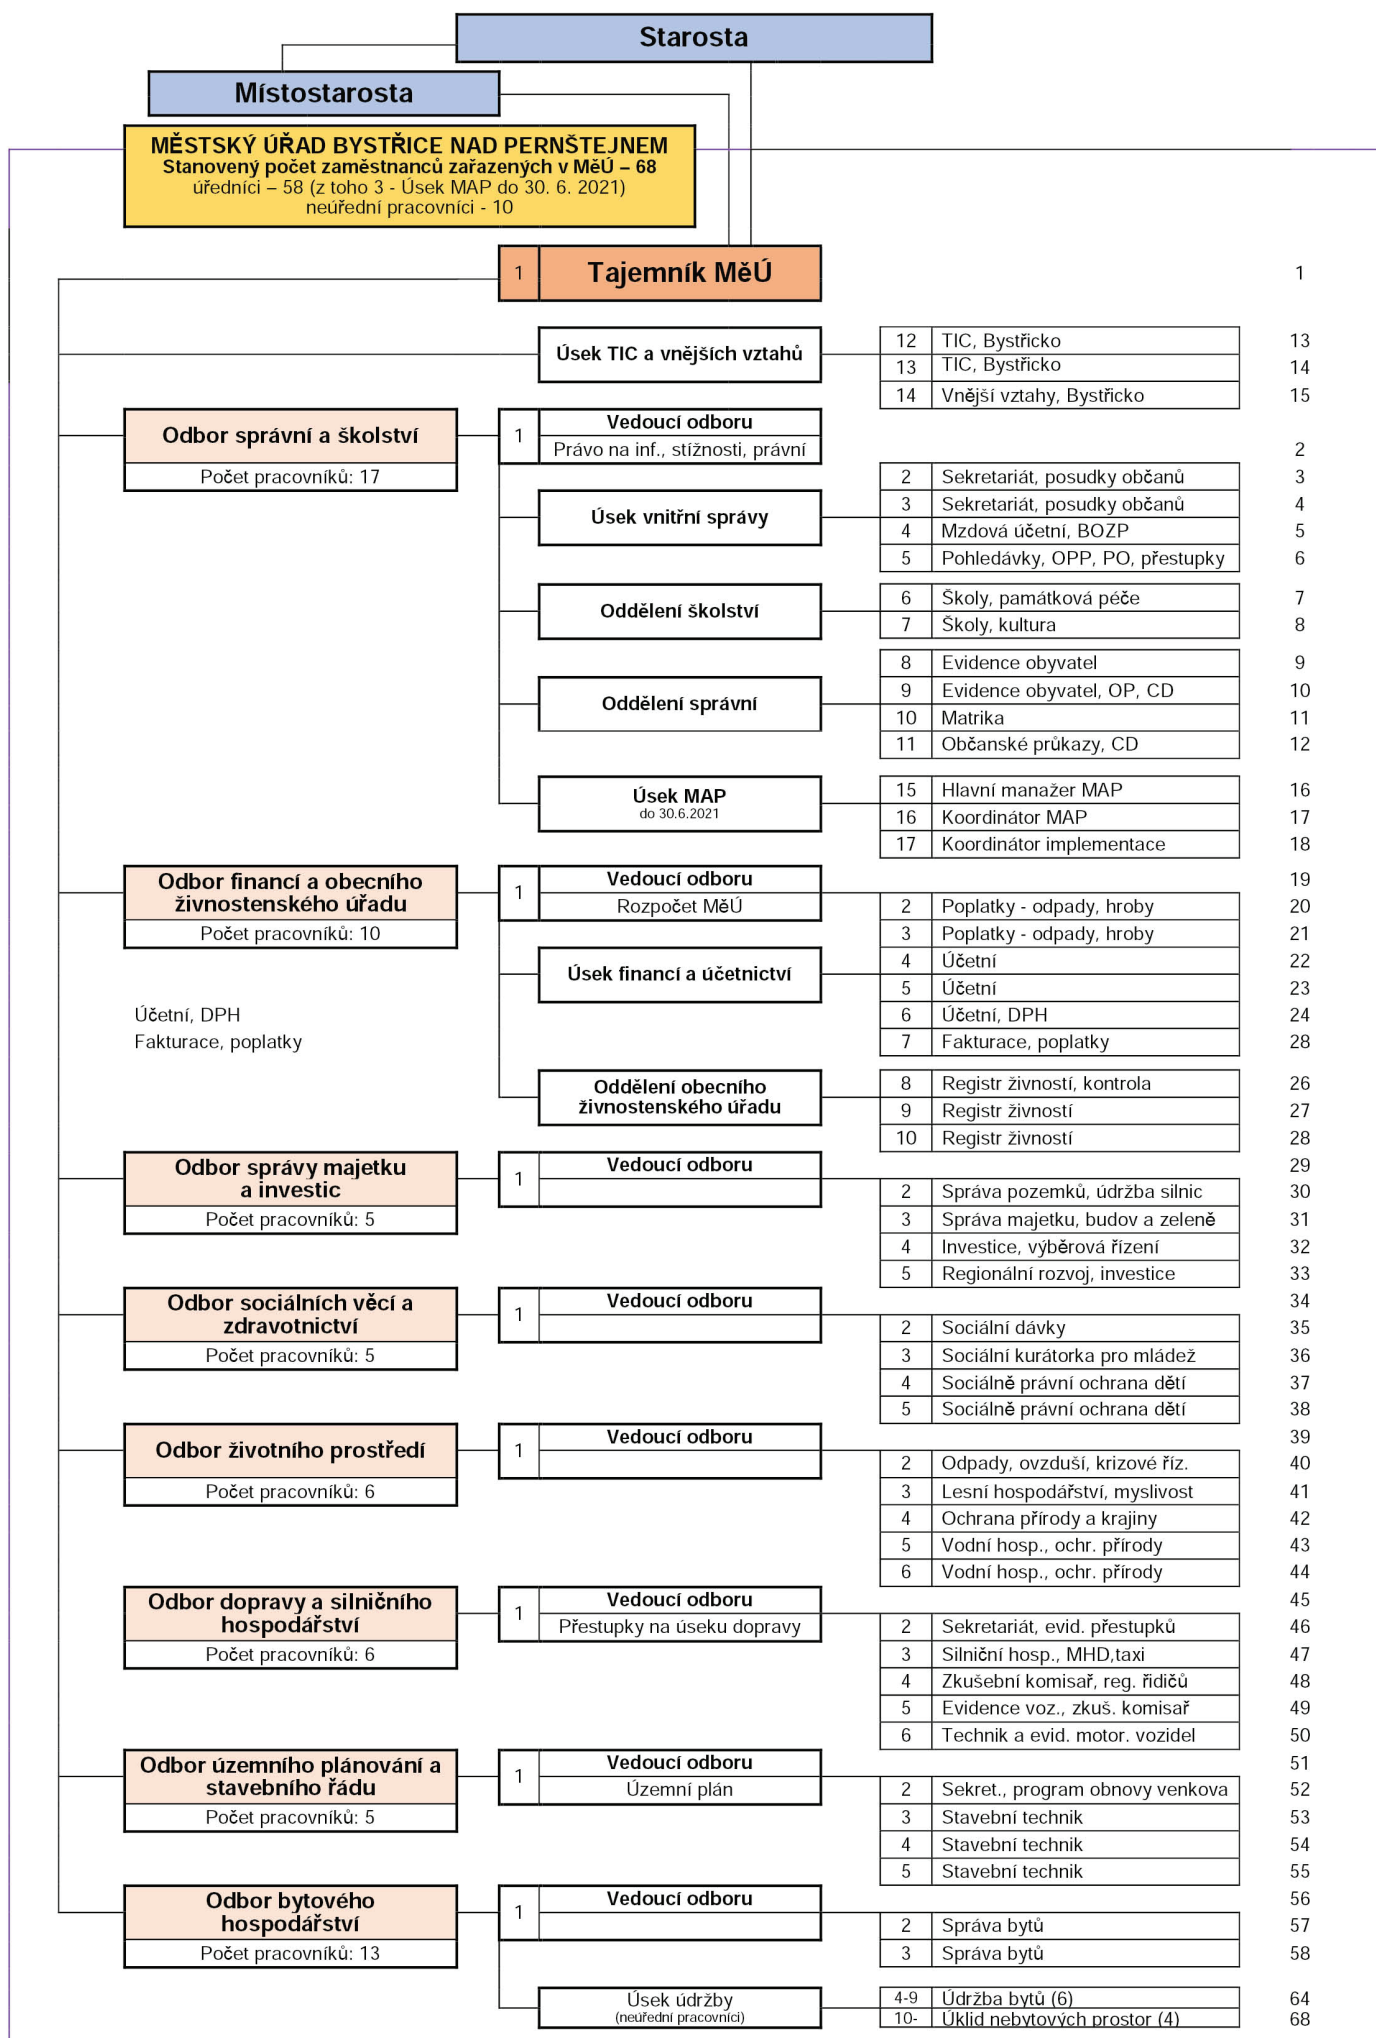 Starosta
Místostarosta
MĚSTSKÝ ÚŘAD BYSTŘICE NAD PERNŠTEJNEM
Stanovený počet zaměstnanců zařazených v MěÚ – 68
úředníci – 58 (z toho 3 - Úsek MAP do 30. 6. 2021)
neúřední pracovníci - 10
1 Tajemník MěÚ 1
Úsek TIC a vnějších vztahů
12 TIC, Bystřicko 13
13 TIC, Bystřicko 14
14 Vnější vztahy, Bystřicko 15
Odbor správní a školství
Počet pracovníků: 17
1 Vedoucí odboru
Právo na inf., stížnosti, právní 2
Úsek vnitřní správy
2 Sekretariát, posudky občanů 3
3 Sekretariát, posudky občanů 4
4 Mzdová účetní, BOZP 5
5 Pohledávky, OPP, PO, přestupky 6
Oddělení školství
6 Školy, památková péče 7
7 Školy, kultura 8
Oddělení správní
8 Evidence obyvatel 9
9 Evidence obyvatel, OP, CD 10
10 Matrika 11
11 Občanské průkazy, CD 12
Úsek MAP
do 30.6.2021
15 Hlavní manažer MAP 16
16 Koordinátor MAP 17
17 Koordinátor implementace 18
Odbor financí a obecního
živnostenského úřadu
Počet pracovníků: 10
1 Vedoucí odboru 19
Rozpočet MěÚ
2 Poplatky - odpady, hroby 20
3 Poplatky - odpady, hroby 21
Úsek financí a účetnictví
4 Účetní 22
5 Účetní 23
Účetní, DPH
6 Účetní, DPH 24
Fakturace, poplatky
7 Fakturace, poplatky 28
Oddělení obecního
živnostenského úřadu
8 Registr živností, kontrola 26
9 Registr živností 27
10 Registr živností 28
Odbor správy majetku
a investic
Počet pracovníků: 5
1 Vedoucí odboru 29
2 Správa pozemků, údržba silnic 30
3 Správa majetku, budov a zeleně 31
4 Investice, výběrová řízení 32
5 Regionální rozvoj, investice 33
Odbor sociálních věcí a
zdravotnictví
Počet pracovníků: 5
1 Vedoucí odboru 34
2 Sociální dávky 35
3 Sociální kurátorka pro mládež 36
4 Sociálně právní ochrana dětí 37
5 Sociálně právní ochrana dětí 38
Odbor životního prostředí
Počet pracovníků: 6
1 Vedoucí odboru 39
2 Odpady, ovzduší, krizové říz. 40
3 Lesní hospodářství, myslivost 41
4 Ochrana přírody a krajiny 42
5 Vodní hosp., ochr. přírody 43
6 Vodní hosp., ochr. přírody 44
Odbor dopravy a silničního
hospodářství
Počet pracovníků: 6
1 Vedoucí odboru 45
Přestupky na úseku dopravy
2 Sekretariát, evid. přestupků 46
3 Silniční hosp., MHD,taxi 47
4 Zkušební komisař, reg. řidičů 48
5 Evidence voz., zkuš. komisař 49
6 Technik a evid. motor. vozidel 50
Odbor územního plánování a
stavebního řádu
Počet pracovníků: 5
1 Vedoucí odboru 51
Územní plán
2 Sekret., program obnovy venkova 52
3 Stavební technik 53
4 Stavební technik 54
5 Stavební technik 55
Odbor bytového
hospodářství
Počet pracovníků: 13
1 Vedoucí odboru 56
2 Správa bytů 57
3 Správa bytů 58
Úsek údržby
(neúřední pracovníci)
4-9 Údržba bytů (6) 64
10- Úklid nebytových prostor (4) 68